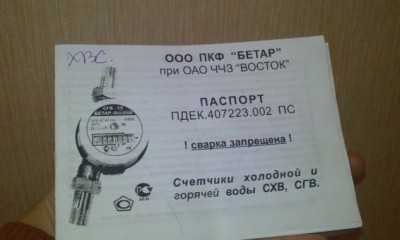 ХВС.
ООО ПКФ "БЕТАР"
при ОАО ЧЧЗ "ВОСТОК"
ПАСПОРТ
ПДЕК.407223.002 ПС
! сварка запрещена !
Счетчики холодной и
горячей воды СХВ, СГВ.
БЕТАР